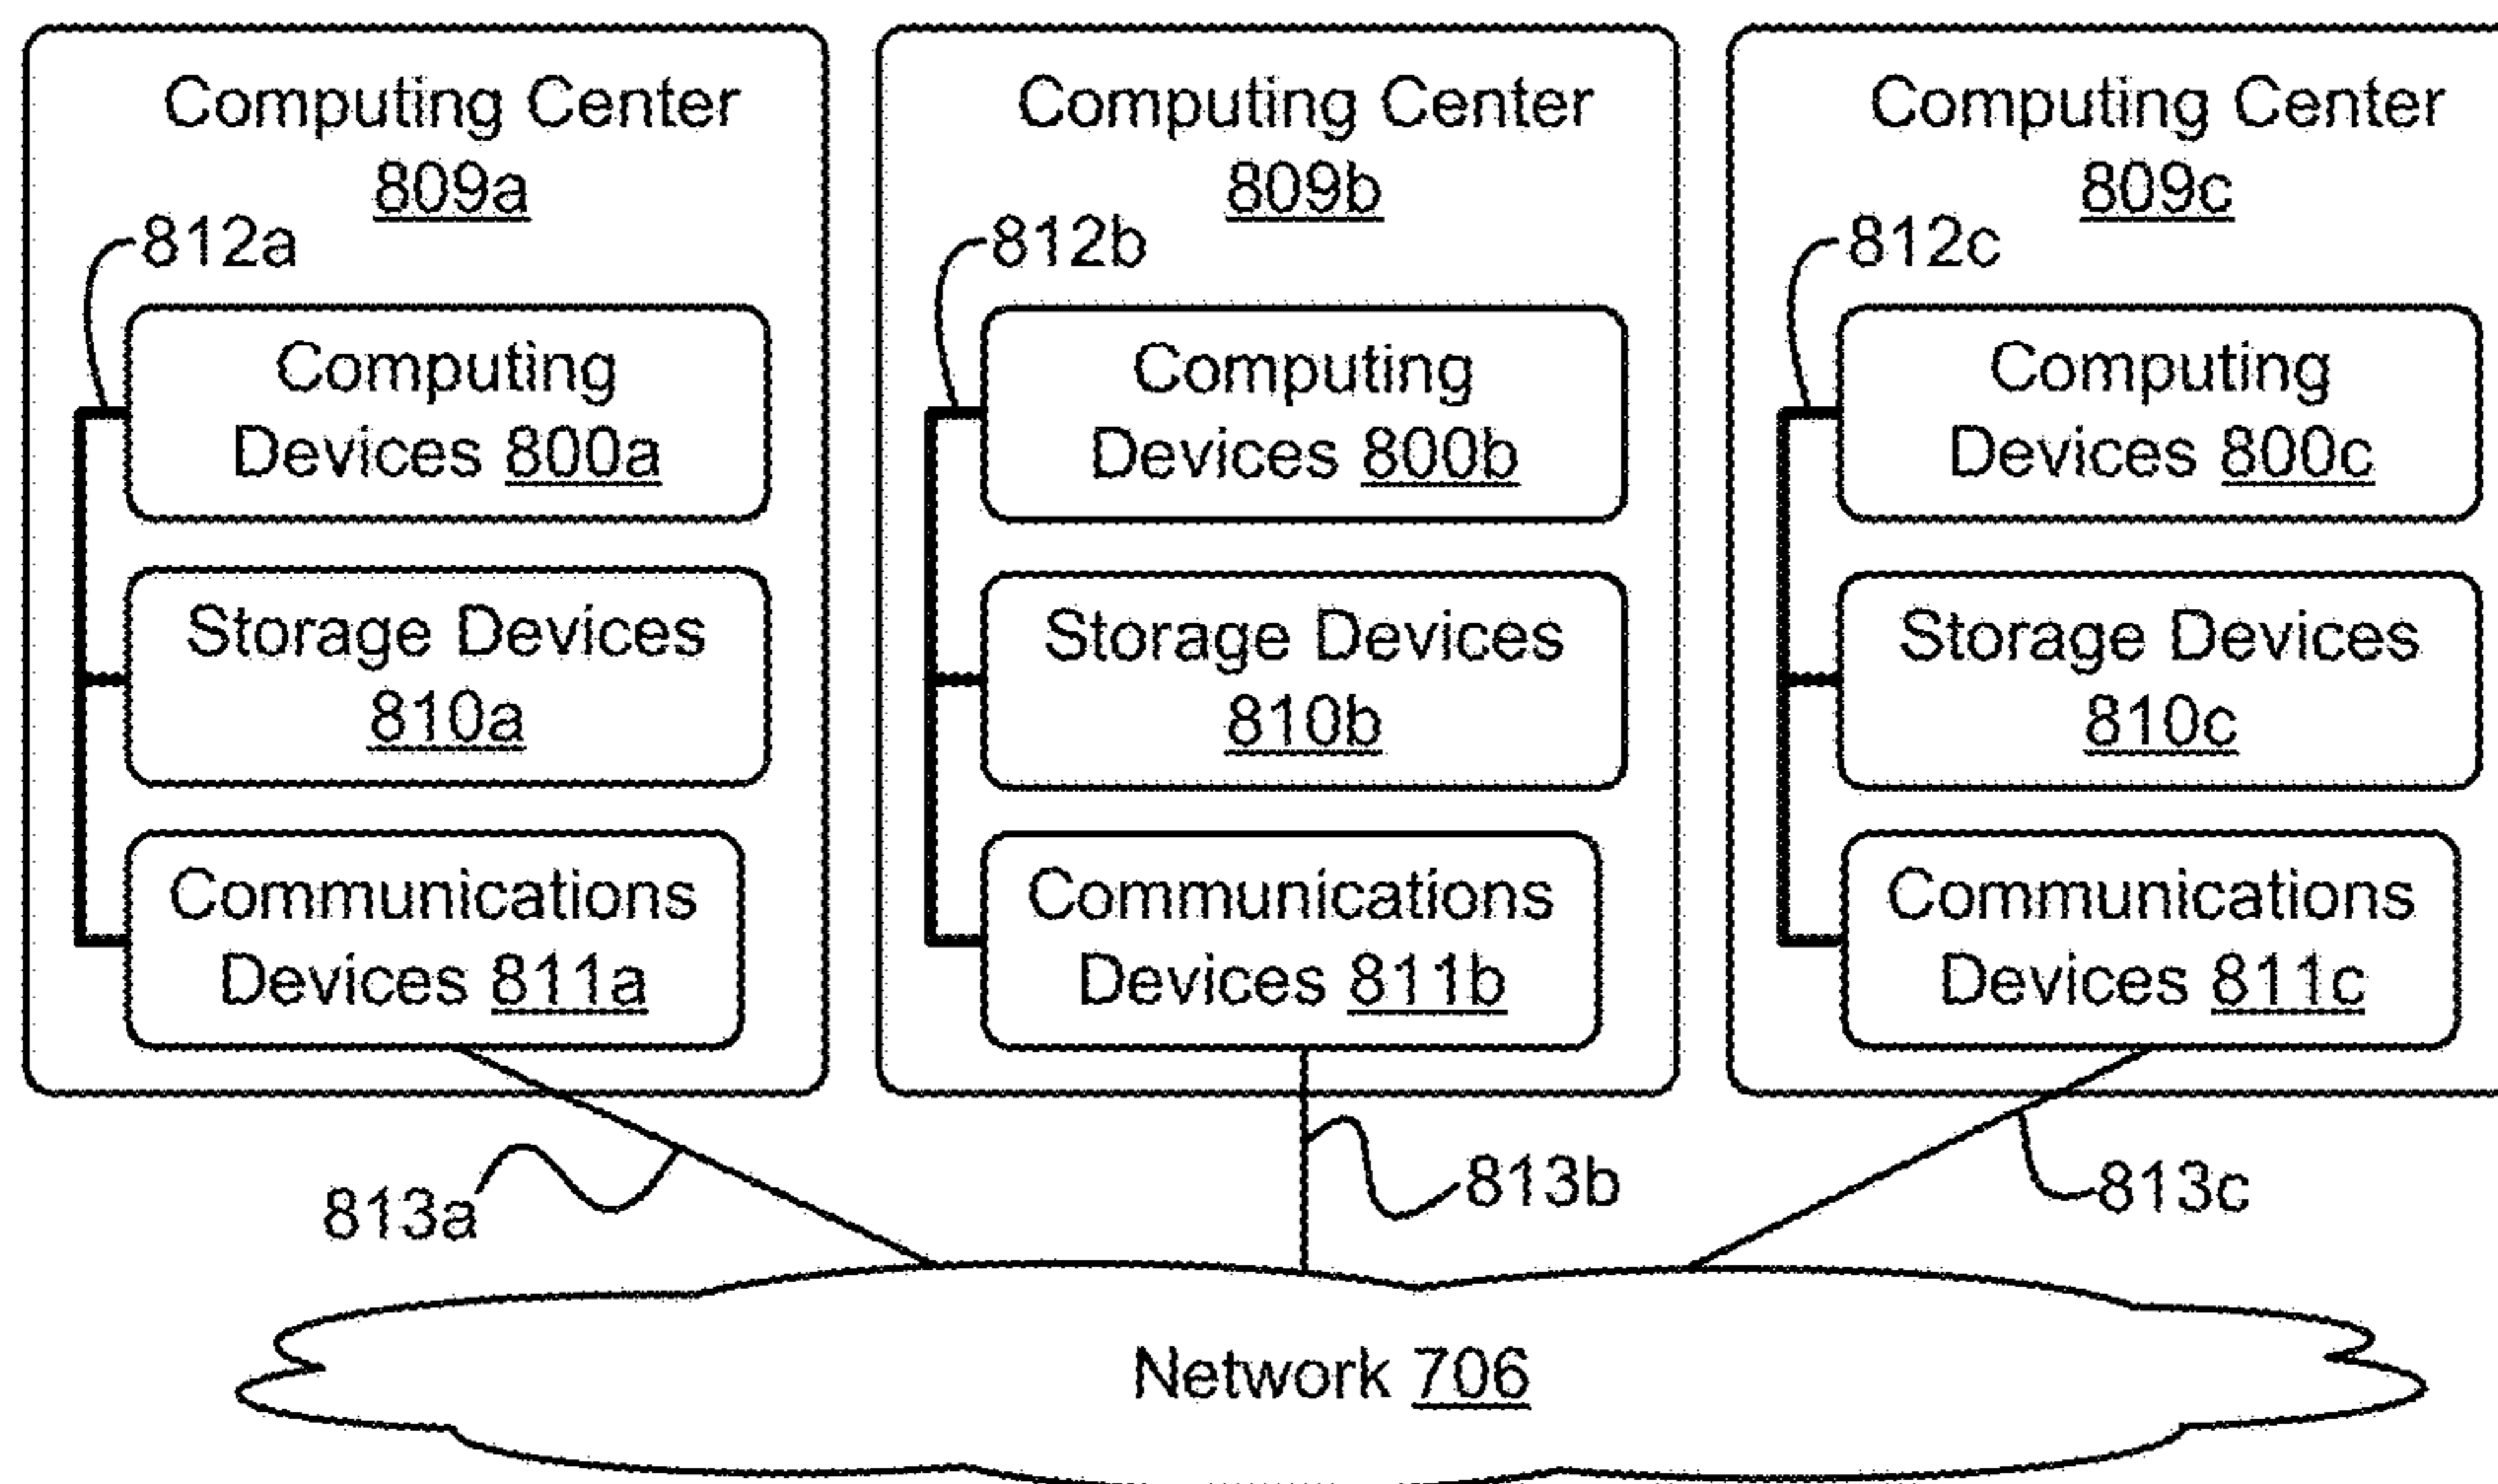 Computing Center
809a
812a
Computing
Devices 800a
Storage Devices
810a
Communications
Devices 811a
Computing Center
809b
812b
Computing
Devices 800b
Storage Devices
810b
Communications
Devices 811b
Computing Center
809c
812c
Computing
Devices 800c
Storage Devices
810c
Communications
Devices 811c
813a
813b
813c
Network 706